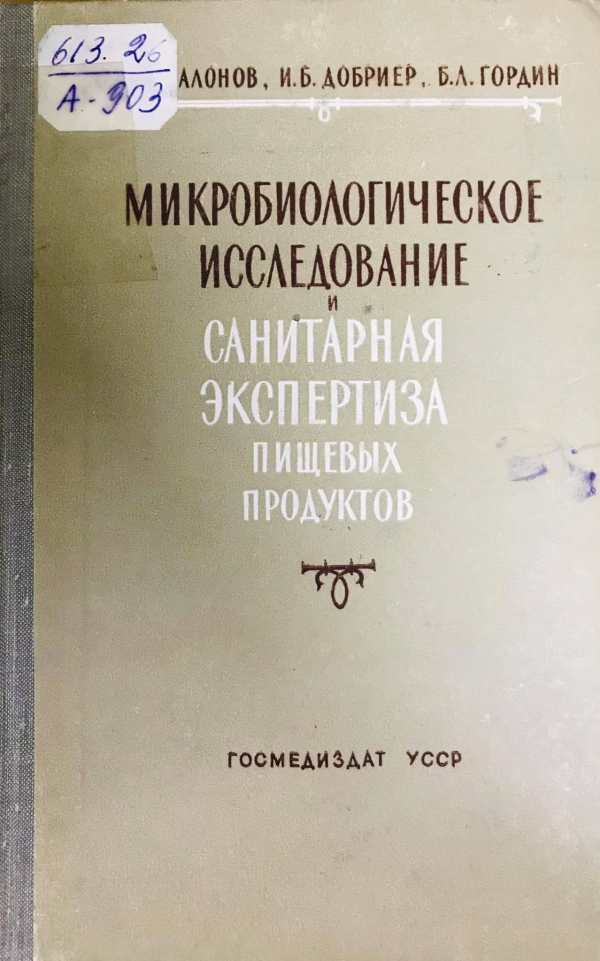 613.26
А-903
АЛОНОВ, И.Б. ДОБРИЕР, Б.Л. ГОРДИН
МИКРОБИОЛОГИЧЕСКОЕ
ИССЛЕДОВАНИЕ
И
САНИТАРНАЯ
ЭКСПЕРТИЗА
ПИЩЕВЫХ
ПРОДУКТОВ
ГОСМЕДИЗДАТ УССР